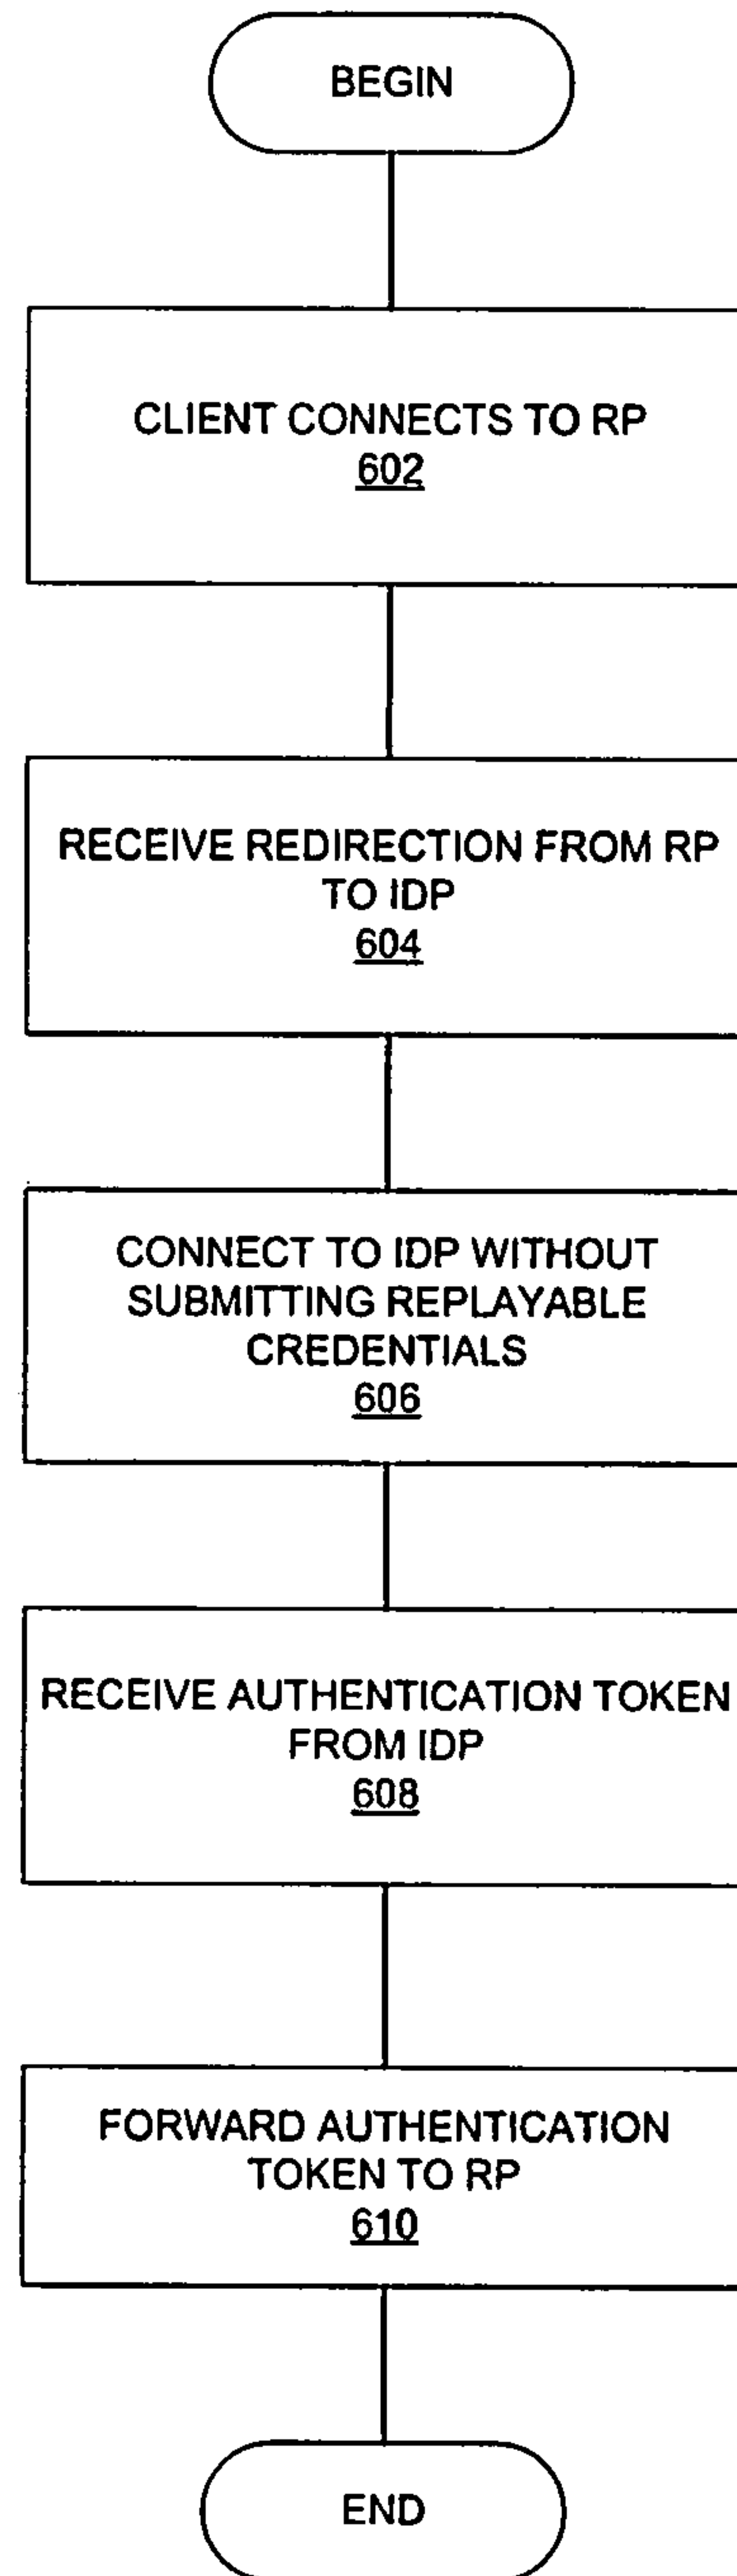 BEGIN
CLIENT CONNECTS TO RP
602
RECEIVE REDIRECTION FROM RP
TO IDP
604
CONNECT TO IDP WITHOUT
SUBMITTING REPLAYABLE
CREDENTIALS
606
RECEIVE AUTHENTICATION TOKEN
FROM IDP
608
FORWARD AUTHENTICATION
TOKEN TO RP
610
END